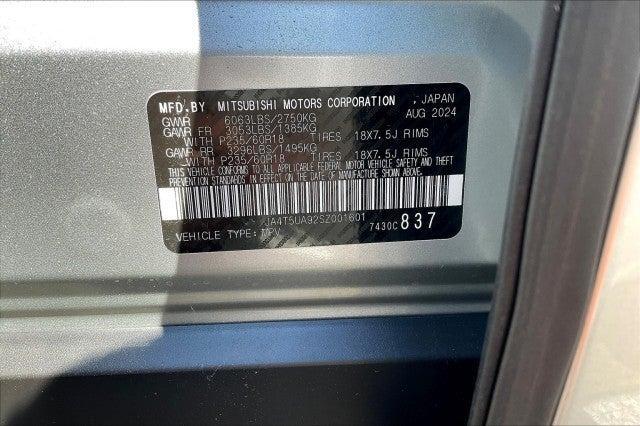 MFD.BY MITSUBISHI MOTORS CORPORATION , JAPAN
GVWR 6063LBS/2750KG AUG 2024
GAWR FR 3053LBS/1385KG
WITH P235/60R18 TIRES 18X7.5J RIMS
GAWR RR 3296LBS/1495KG
WITH P235/60R18 TIRES 18X7.5J RIMS
THIS VEHICLE CONFORMS TO ALL APPLICABLE FEDERAL MOTOR VEHICLE SAFETY AND THEFT
PREVENTION STANDARDS IN EFFECT ON THE DATE OF MANUFACTURE SHOWN ABOVE.
JA4T5UA92SZ001601
VEHICLE TYPE: MPV 7430C 837